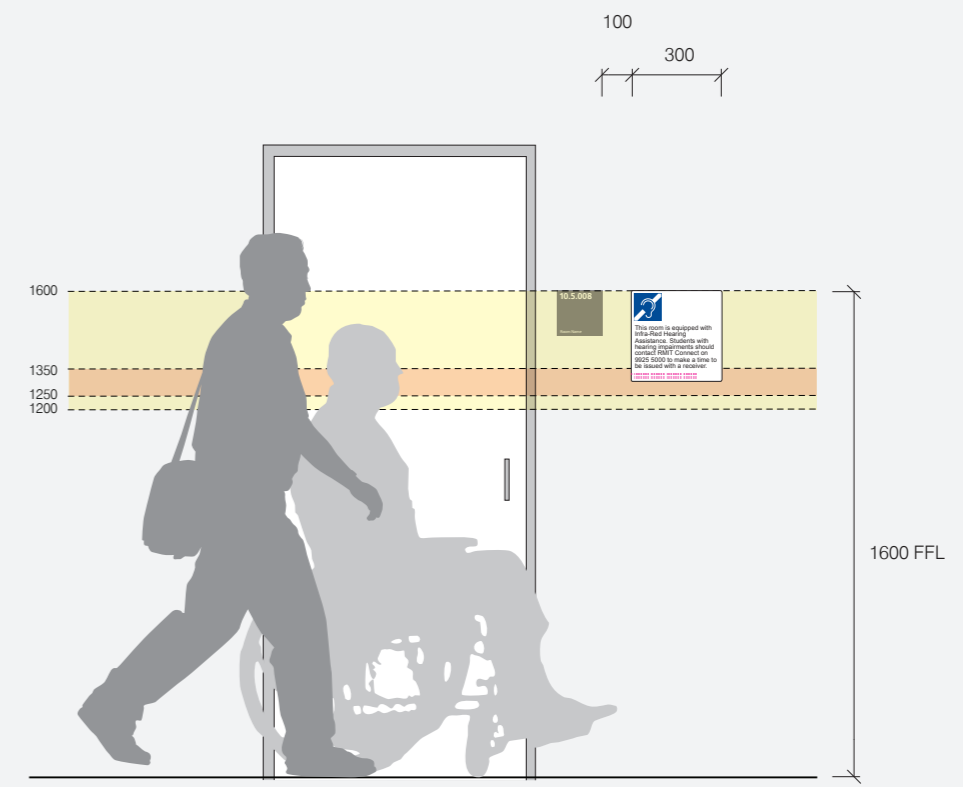 100
300
1600
10.5.00B
This room is equipped with
Infra-Red Hearing
Assistance. Students with
hearing impairments should
contact RMIT Connect on
9925 5000 to make a time to
be issued with a receiver.
1350
1250
1200
1600 FFL